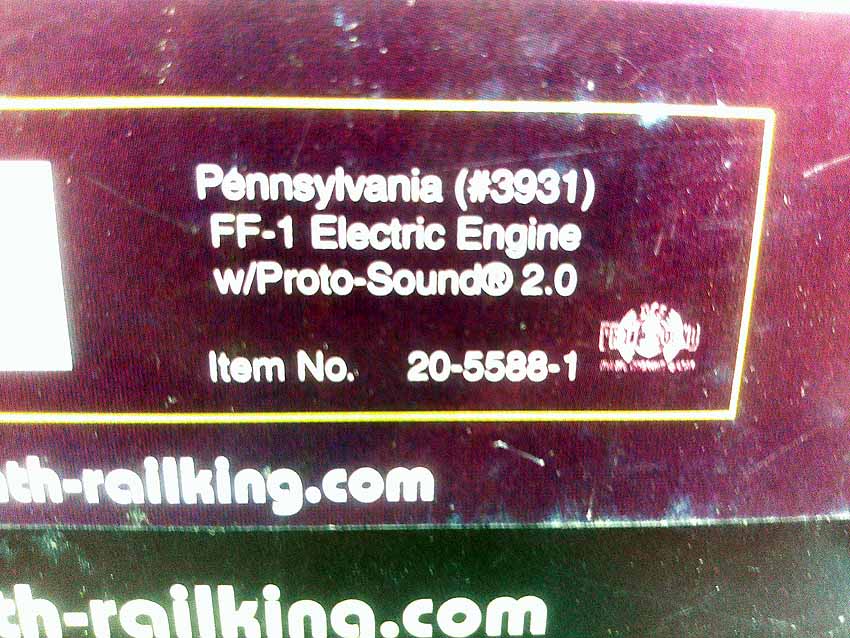 Pennsylvania (#3931)
FF-1 Electric Engine
w/Proto-Sound® 2.0
Item No. 20-5588-1
th-railking.com
th-railking.com